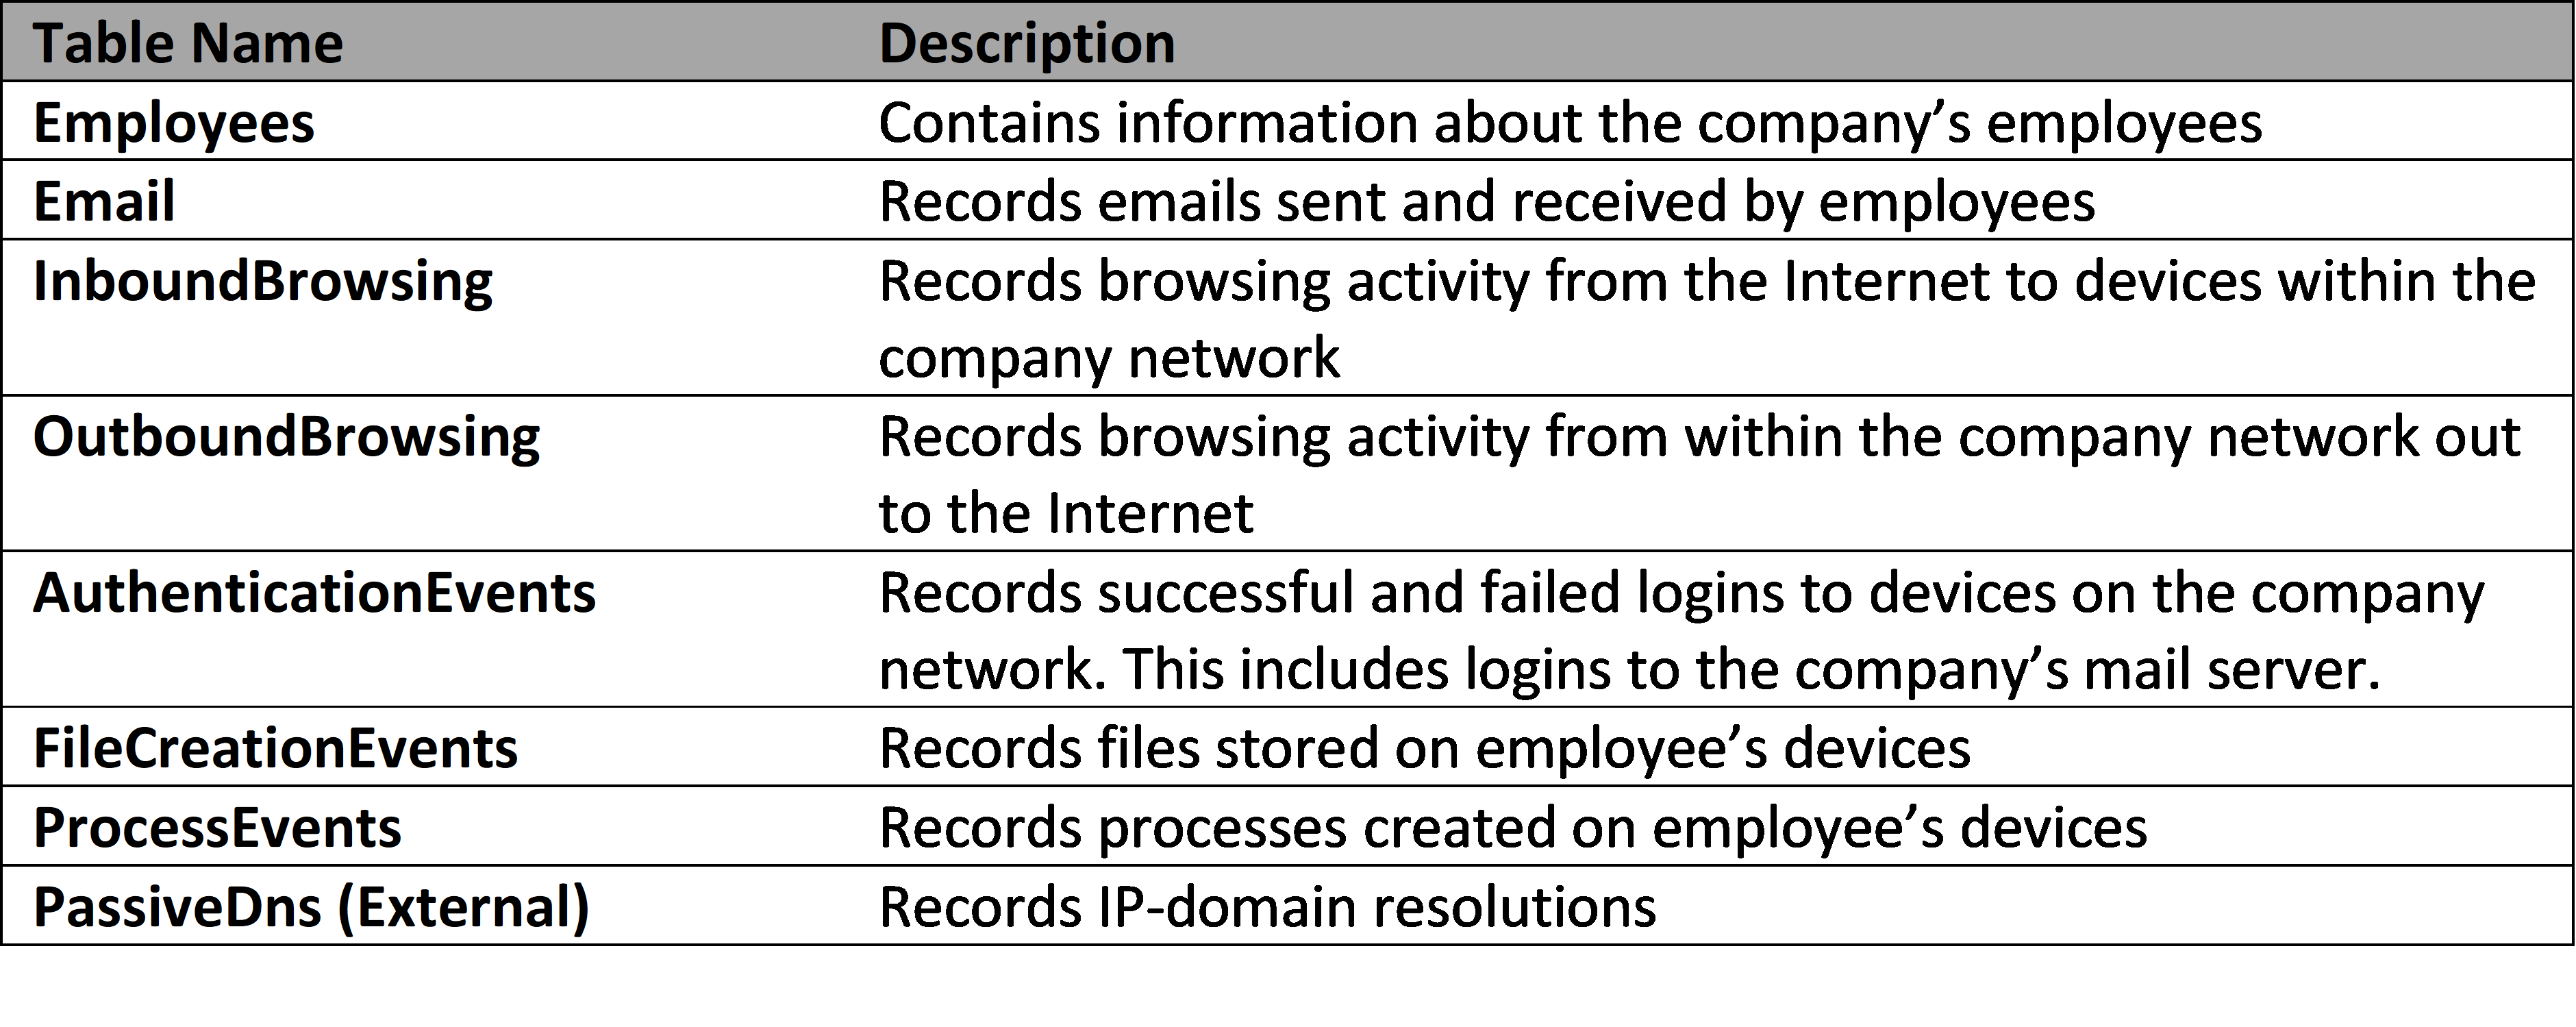 Table Name Description
Employees Contains information about the company’s employees
Email Records emails sent and received by employees
InboundBrowsing Records browsing activity from the Internet to devices within the
company network
OutboundBrowsing Records browsing activity from within the company network out
to the Internet
AuthenticationEvents Records successful and failed logins to devices on the company
network. This includes logins to the company’s mail server.
FileCreationEvents Records files stored on employee’s devices
ProcessEvents Records processes created on employee’s devices
PassiveDns (External) Records IP-domain resolutions